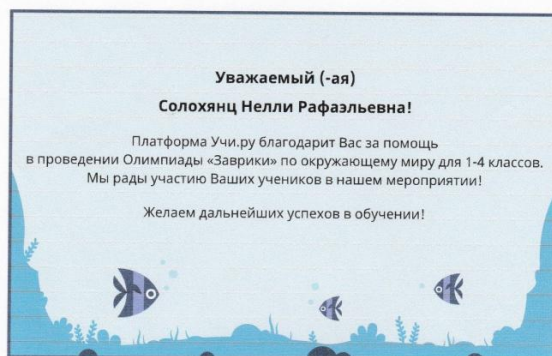 Уважаемый (-ая)
Солохянц Нелли Рафаэльевна!
Платформа Учи.ру благодарит Вас за помощь
в проведении Олимпиады «Заврики» по окружающему миру для 1-4 классов.
Мы рады участию Ваших учеников в нашем мероприятии!
Желаем дальнейших успехов в обучении!